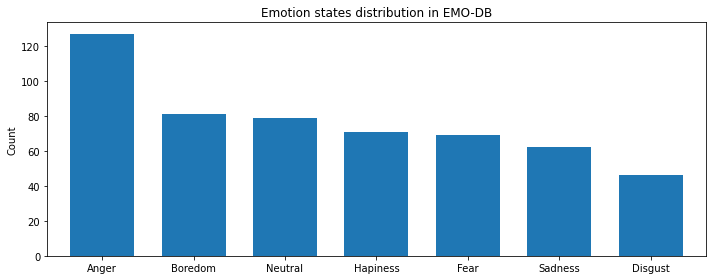 Emotion states distribution in EMO-DB
Count
120
100
80
60
40
20
0
Anger Boredom Neutral Hapiness Fear Sadness Disgust